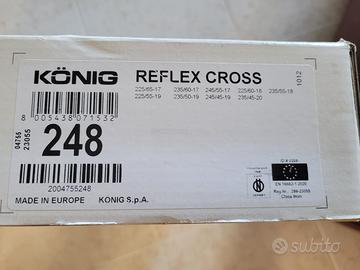 KÖNIG REFLEX CROSS
225/65-17 235/60-17 245/55-17 225/60-18 235/55-18
225/55-19 235/50-19 245/45-19 235/45-20
1012
8 005438 071532
04755
23055
248
2004755248
MADE IN EUROPE KONIG S.p.A.
EN 16662-1:2020
subito